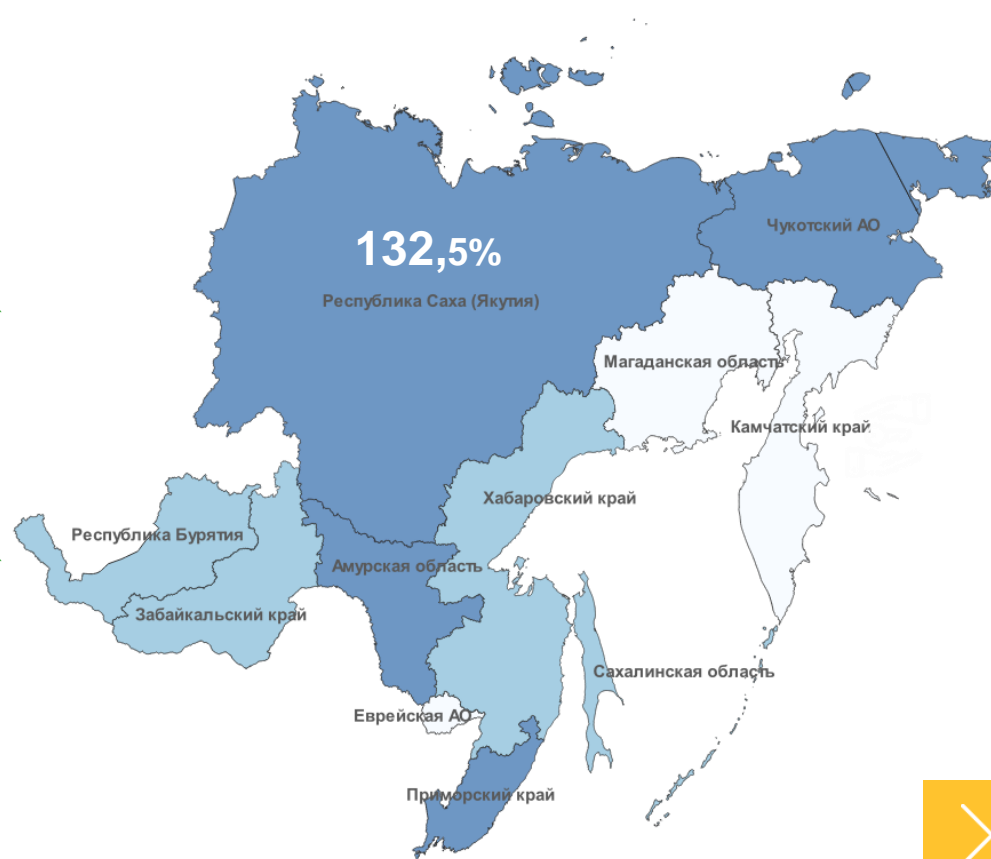 Чукотский АО
132,5%
Республика Саха (Якутия)
Магаданская область
Камчатский край
Хабаровский край
Республика Бурятия
Амурская область
Забайкальский край
Сахалинская область
Еврейская АО
Приморский край